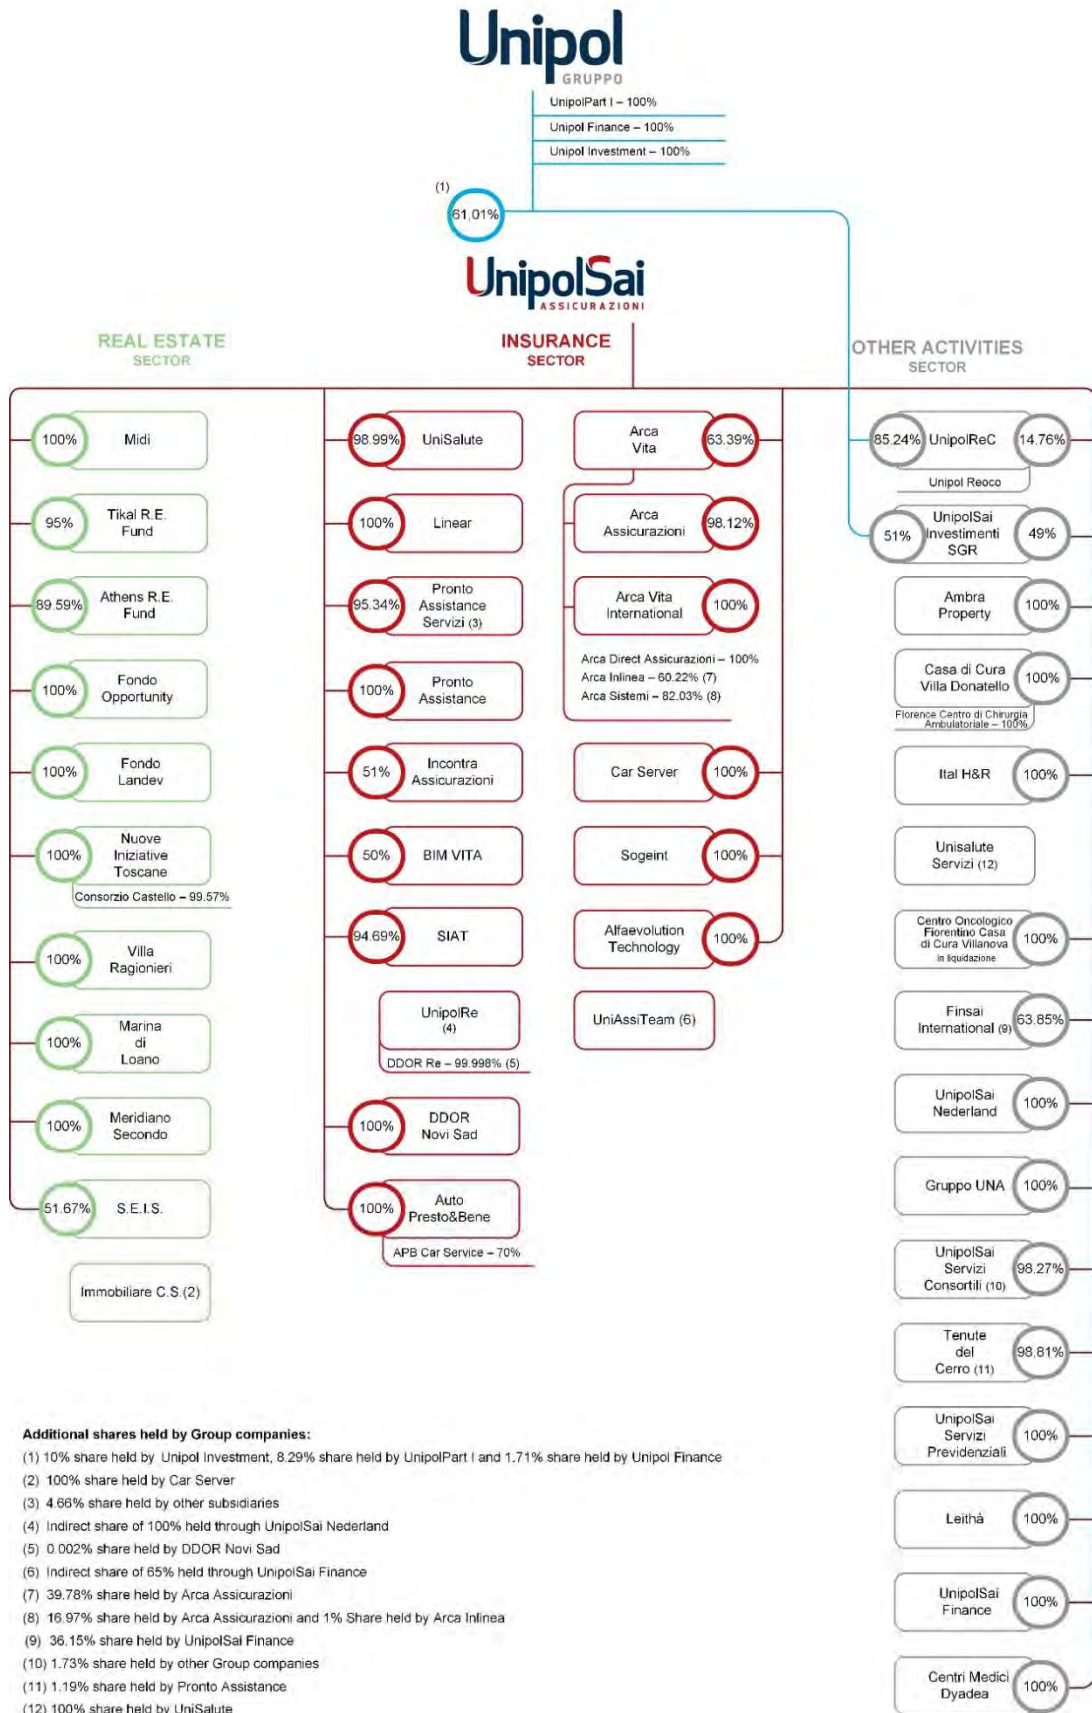 Unipol
GRUPPO
UnipolPart I – 100%
Unipol Finance – 100%
Unipol Investment – 100%
(1)
61,01%
UnipolSai
ASSICURAZIONI
REAL ESTATE
SECTOR
100%
Midi
95%
Tikal R.E.
Fund
89.59%
Athens R.E.
Fund
100%
Fondo
Opportunity
100%
Fondo
Landev
100%
Nuove
Iniziative
Toscane
Consorzio Castello – 99.57%
100%
Villa
Ragionieri
100%
Marina
di
Loano
100%
Meridiano
Secondo
51.67%
S.E.I.S.
Immobiliare C.S.(2)
INSURANCE
SECTOR
98.99%
UniSalute
100%
Linear
95.34%
Pronto
Assistance
Servizi (3)
100%
Pronto
Assistance
51%
Incontra
Assicurazioni
50%
BIM VITA
94.69%
SIAT
UnipolRe
(4)
DDOR Re – 99.998% (5)
100%
DDOR
Novi Sad
100%
Auto
Presto&Bene
APB Car Service – 70%
Arca
Vita
63.39%
Arca
Assicurazioni
98.12%
Arca Vita
International
100%
Arca Direct Assicurazioni – 100%
Arca Inlinea – 60.22% (7)
Arca Sistemi – 82.03% (8)
Car Server
100%
Sogeint
100%
Alfaevolution
Technology
100%
UniAssiTeam (6)
OTHER ACTIVITIES
SECTOR
85.24%
UnipolReC
14.76%
Unipol Reoco
51%
UnipolSai
Investimenti
SGR
49%
Ambra
Property
100%
Casa di Cura
Villa Donatello
100%
Florence Centro di Chirurgia
Ambulatoriale – 100%
Ital H&R
100%
Unisalute
Servizi (12)
Centro Oncologico
Fiorentino Casa
di Cura Villanova
in liquidazione
100%
Finsai
International (9)
63.85%
UnipolSai
Nederland
100%
Gruppo UNA
100%
UnipolSai
Servizi
Consortili (10)
98.27%
Tenute
del
Cerro (11)
98.81%
UnipolSai
Servizi
Previdenziali
100%
Leithà
100%
UnipolSai
Finance
100%
Centri Medici
Dyadea
100%
Additional shares held by Group companies:
(1) 10% share held by Unipol Investment, 8.29% share held by UnipolPart I and 1.71% share held by Unipol Finance
(2) 100% share held by Car Server
(3) 4.66% share held by other subsidiaries
(4) Indirect share of 100% held through UnipolSai Nederland
(5) 0.002% share held by DDOR Novi Sad
(6) Indirect share of 65% held through UnipolSai Finance
(7) 39.78% share held by Arca Assicurazioni
(8) 16.97% share held by Arca Assicurazioni and 1% Share held by Arca Inlinea
(9) 36.15% share held by UnipolSai Finance
(10) 1.73% share held by other Group companies
(11) 1.19% share held by Pronto Assistance
(12) 100% share held by UniSalute